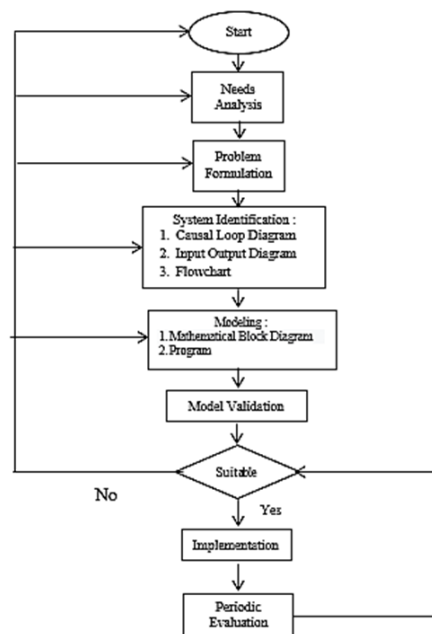 Start
Needs
Analysis
Problem
Formulation
System Identification :
1. Causal Loop Diagram
2. Input Output Diagram
3. Flowchart
Modeling :
1.Mathematical Block Diagram
2.Program
Model Validation
Suitable
No
Yes
Implementation
Periodic
Evaluation